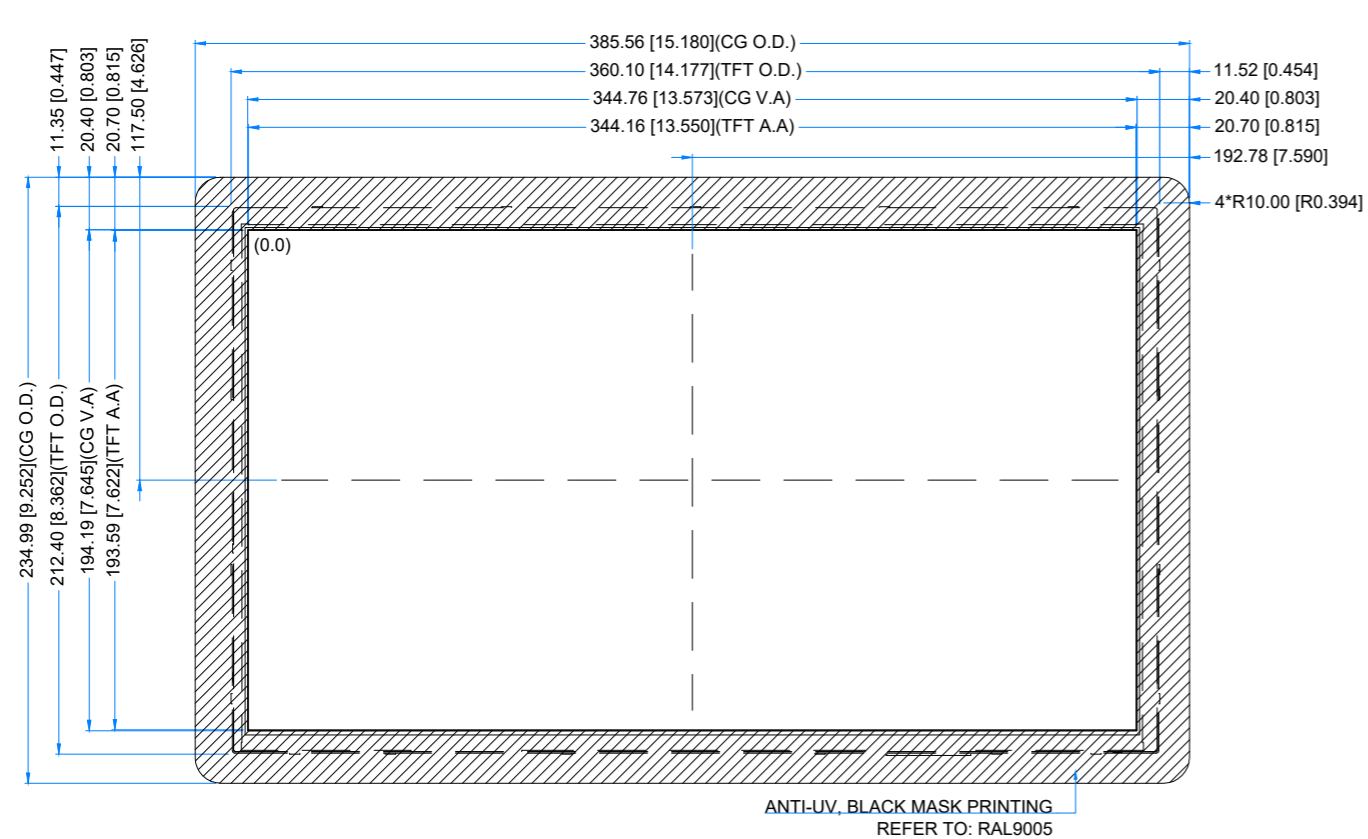 385.56 [15.180](CG O.D.)
360.10 [14.177](TFT O.D.)
344.76 [13.573](CG V.A)
344.16 [13.550](TFT A.A)
11.52 [0.454]
20.40 [0.803]
20.70 [0.815]
192.78 [7.590]
4*R10.00 [R0.394]
11.35 [0.447]
20.40 [0.803]
20.70 [0.815]
117.50 [4.626]
(0.0)
234.99 [9.252](CG O.D.)
212.40 [8.362](TFT O.D.)
194.19 [7.645](CG V.A)
193.59 [7.622](TFT A.A)
ANTI-UV, BLACK MASK PRINTING
REFER TO: RAL9005